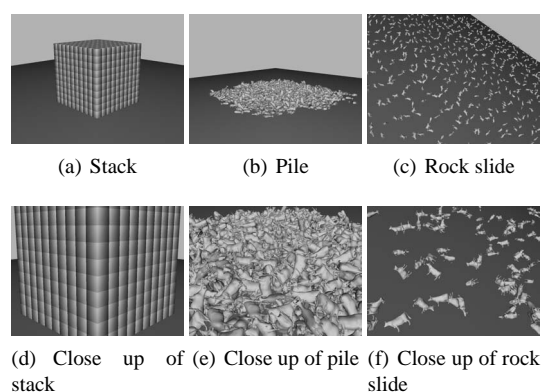 (a) Stack
(b) Pile
(c) Rock slide
(d) Close up of stack
(e) Close up of pile
(f) Close up of rock slide